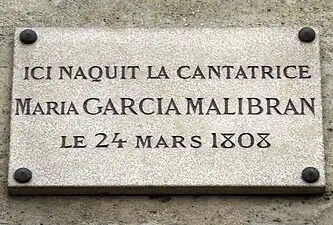 ICI NAQUIT LA CANTATRICE
MARIA GARCIA MALIBRAN
LE 24 MARS 1808